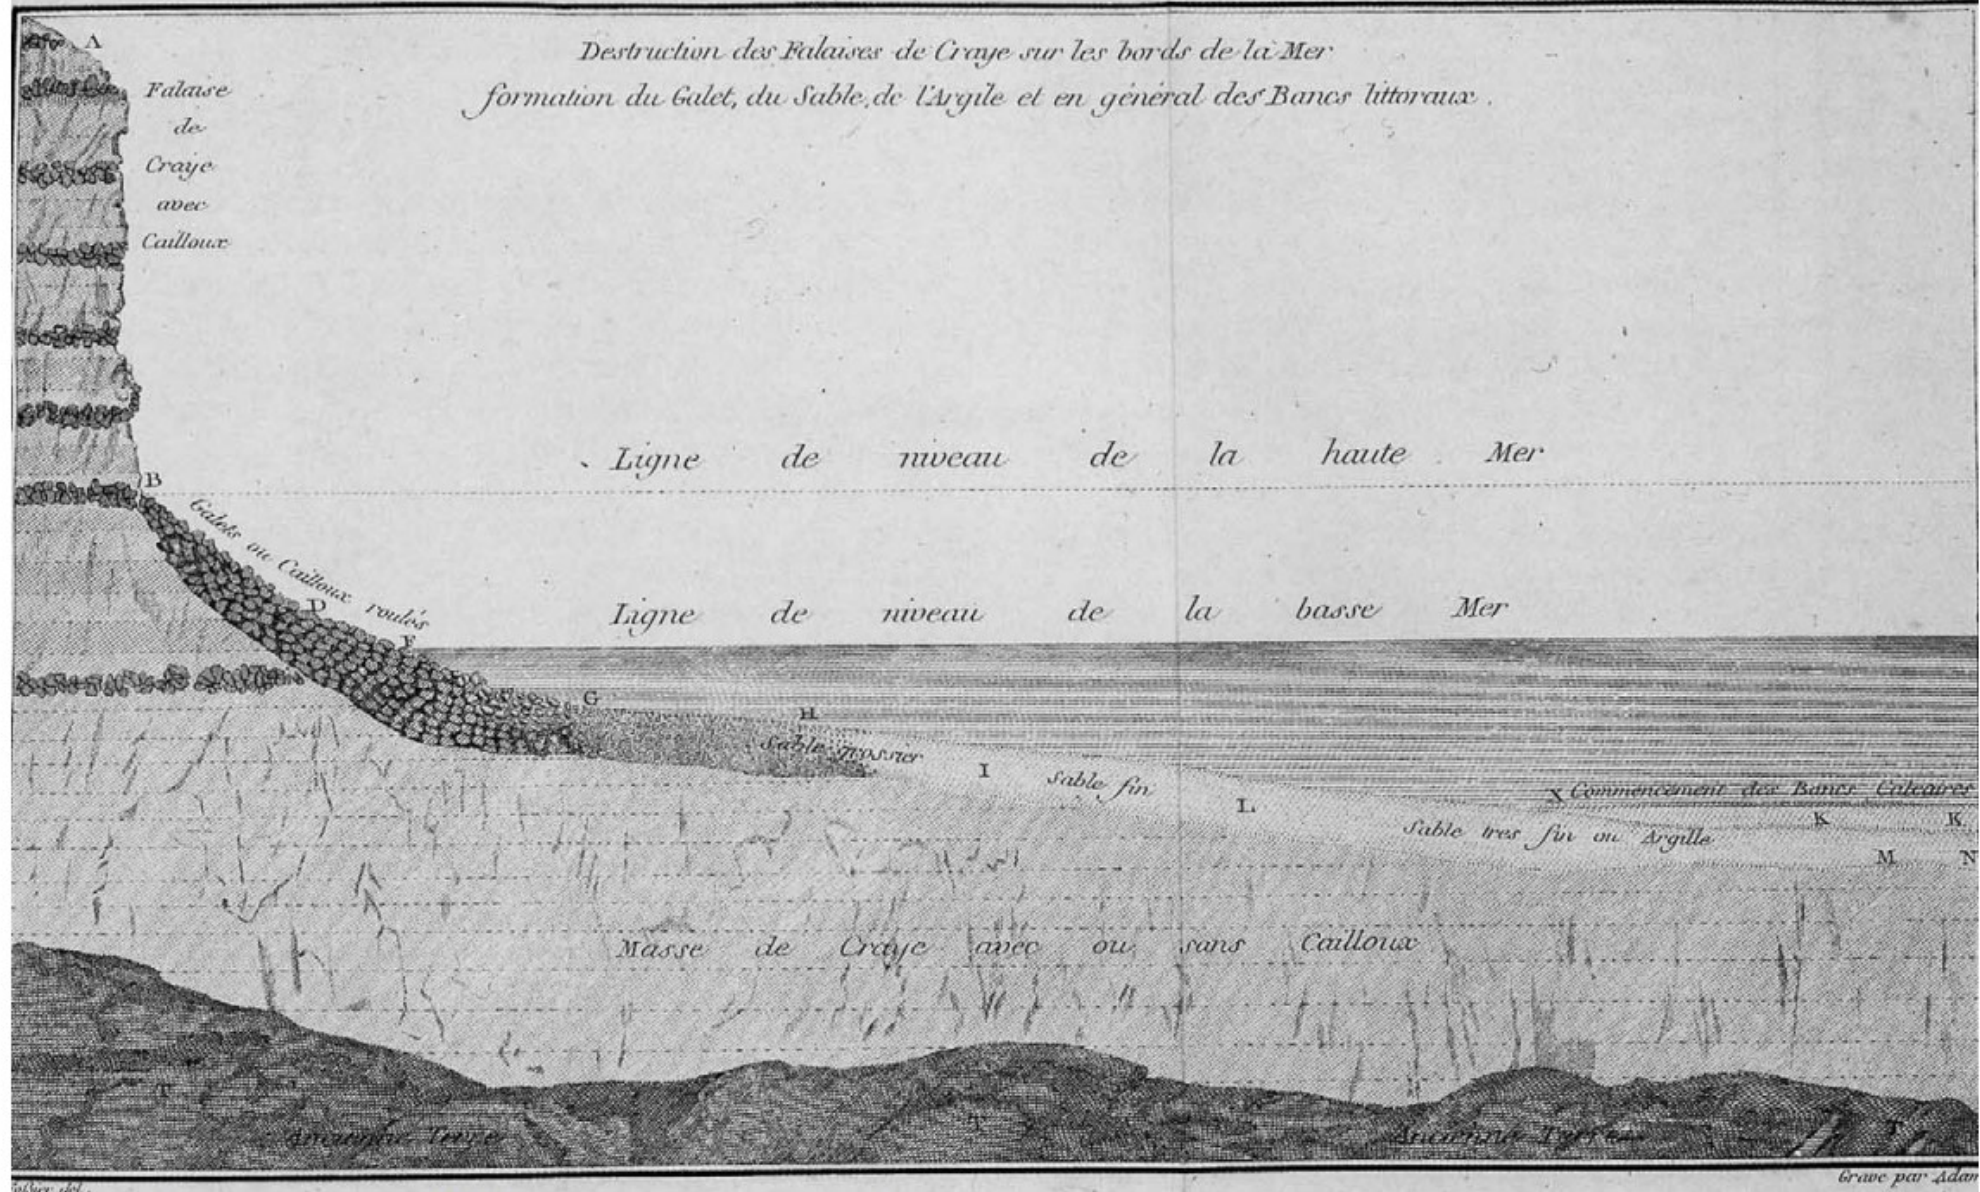 Destruction des Falaises de Craye sur les bords de la Mer
formation du Galet, du Sable, de l'Argile et en général des Bancs littoraux.
A
Falaise
de
Craye
avec
Cailloux
Ligne de niveau de la haute Mer
B
Galets ou Cailloux roulés
D
F
Ligne de niveau de la basse Mer
G
H
Sable grossier
I
Sable fin
L
X Commencement des Bancs Calcaires
K K
Sable tres fin ou Argille
M N
Masse de Craye avec ou sans Cailloux
T
T
T
Ancienne Terre
Ancienne Terre
del.
Gravé par Adam